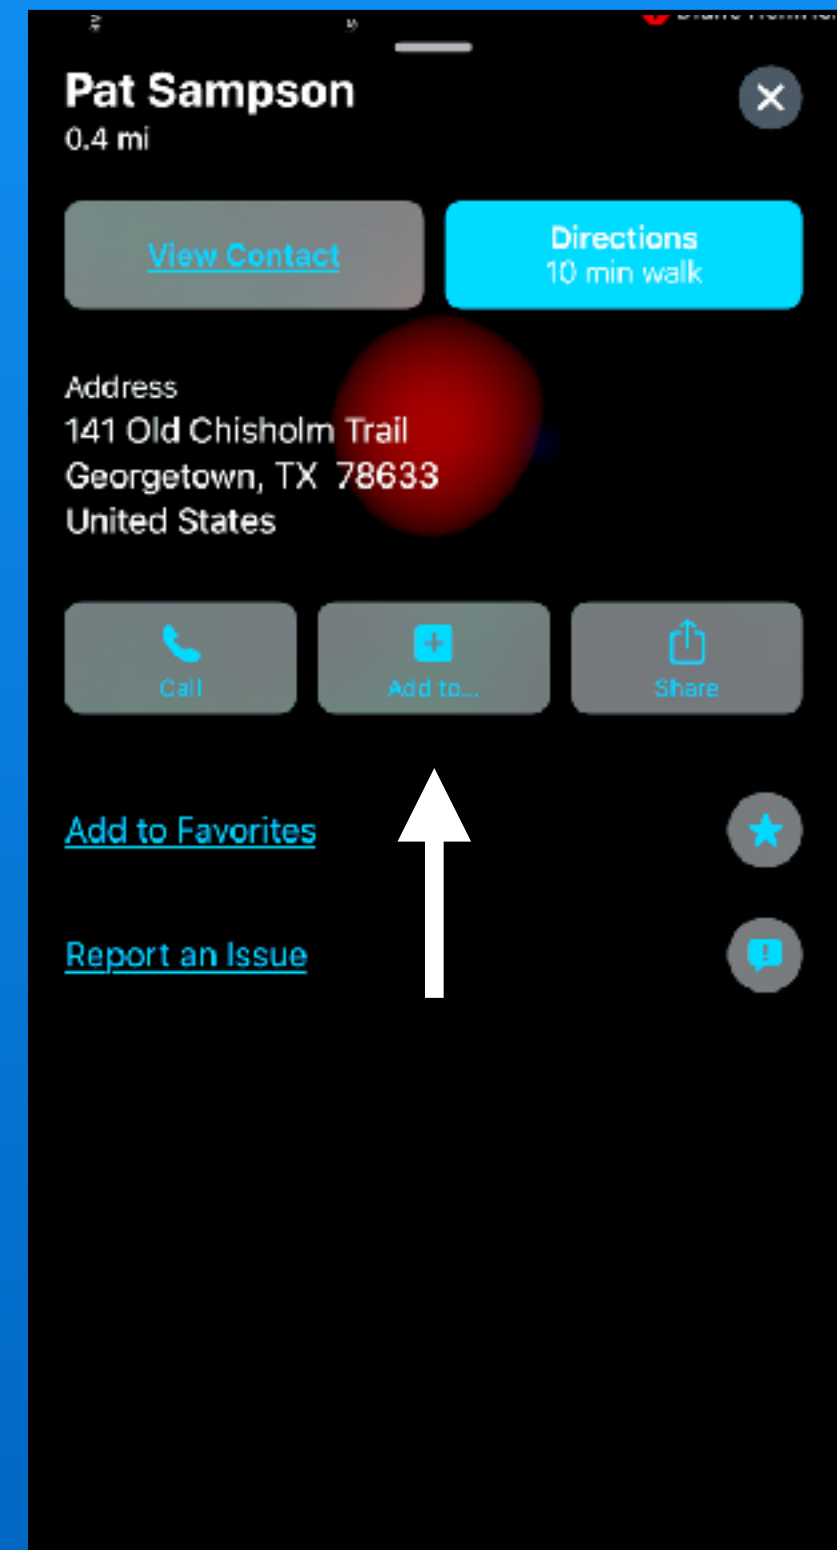 Pat Sampson
0.4 mi
View Contact
Directions
10 min walk
Address
141 Old Chisholm Trail
Georgetown, TX 78633
United States
Call
Add to...
Share
Add to Favorites
Report an Issue